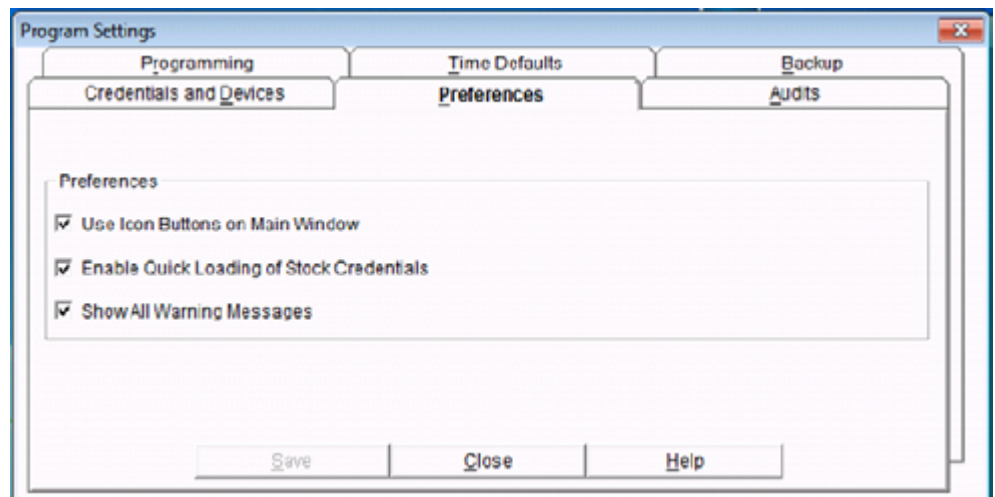 Program Settings
Programming Time Defaults Backup
Credentials and Devices Preferences Audits
Preferences
Use Icon Buttons on Main Window
Enable Quick Loading of Stock Credentials
Show All Warning Messages
Save Close Help